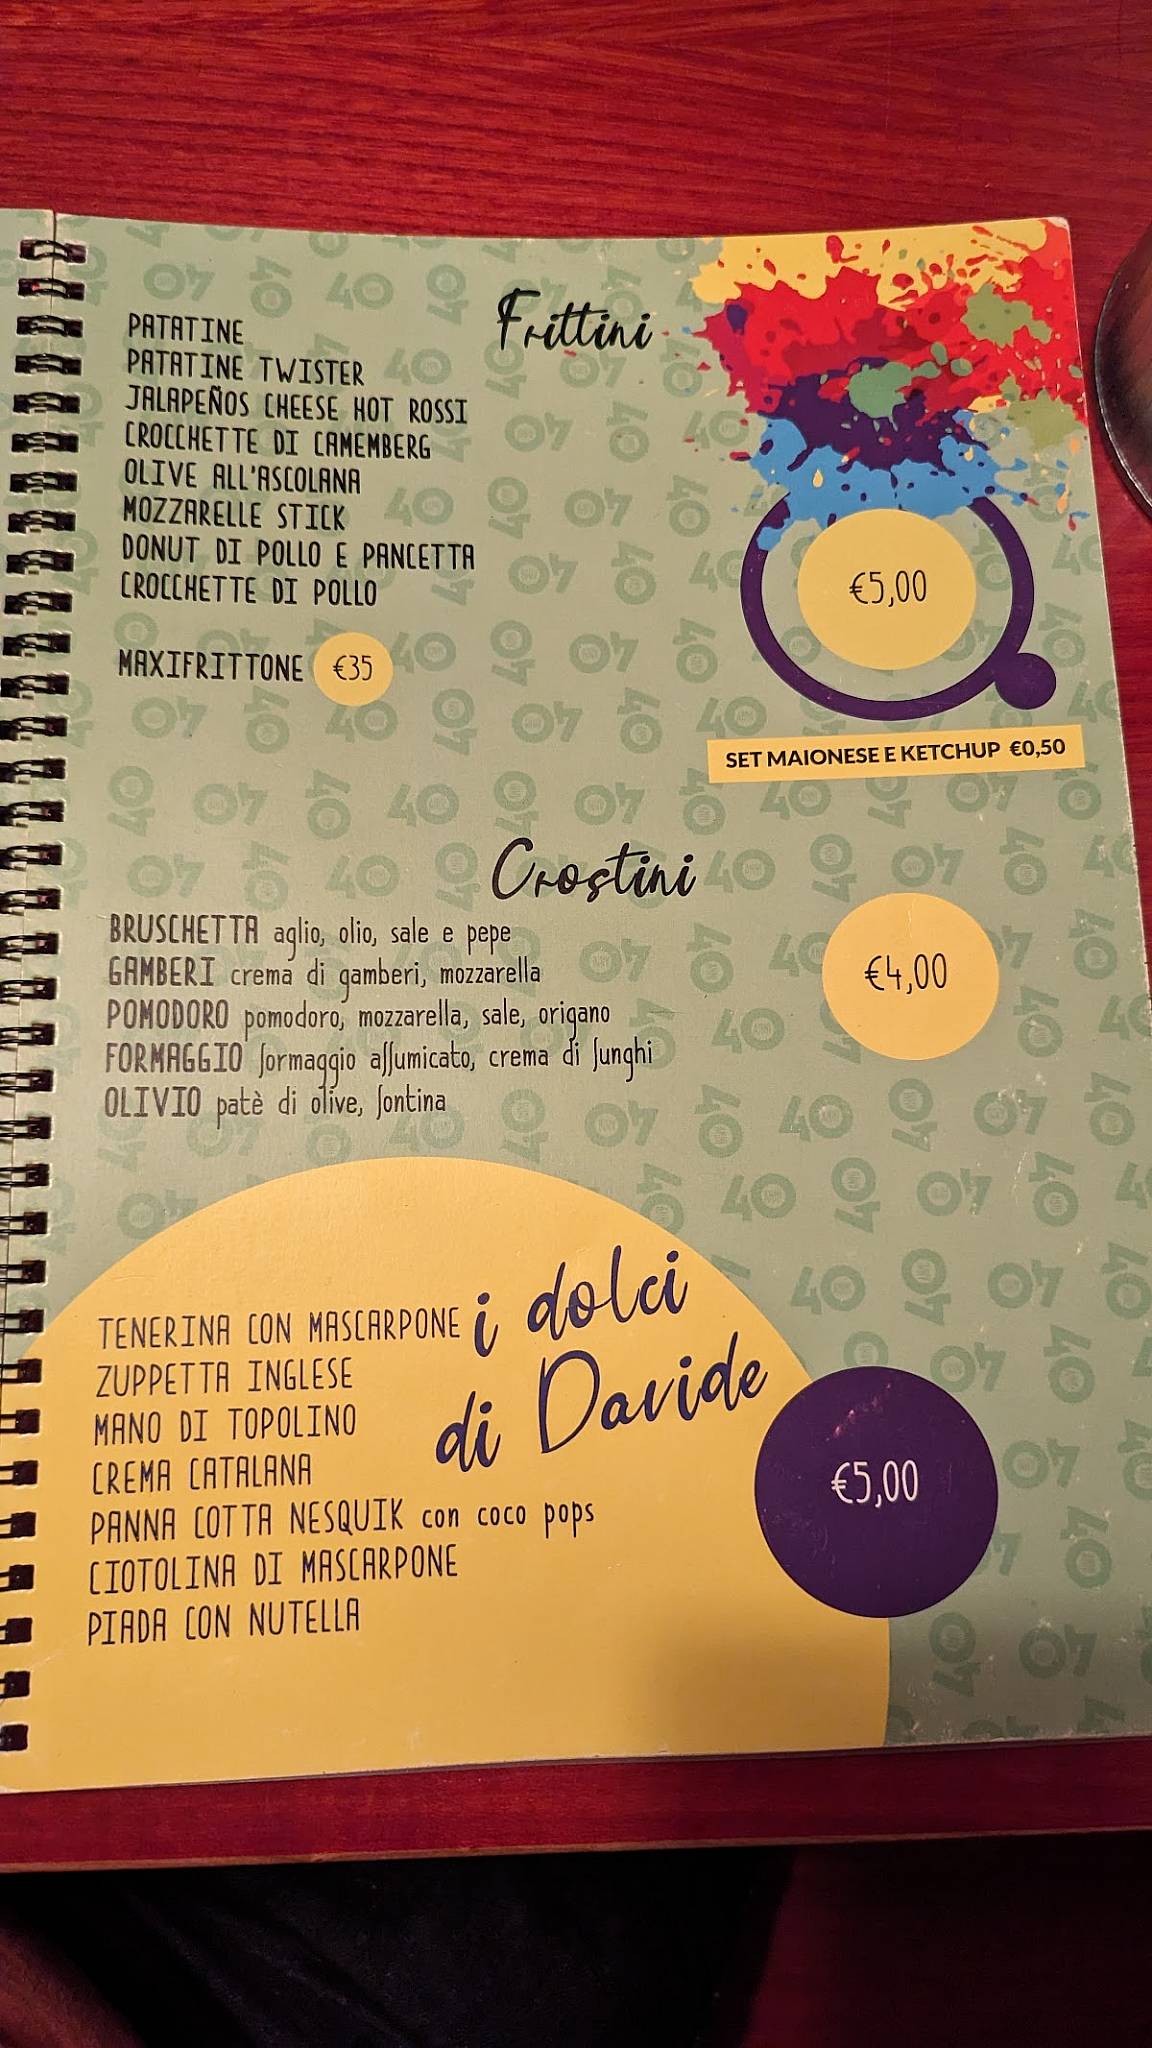 Frittini
PATATINE
PATATINE TWISTER
JALAPEÑOS CHEESE HOT ROSSI
CROCCHETTE DI CAMEMBERG
OLIVE ALL'ASCOLANA
MOZZARELLE STICK
DONUT DI POLLO E PANCETTA
CROCCHETTE DI POLLO
€5,00
MAXIFRITTONE €35
SET MAIONESE E KETCHUP €0,50
Crostini
BRUSCHETTA aglio, olio, sale e pepe
GAMBERI crema di gamberi, mozzarella
POMODORO pomodoro, mozzarella, sale, origano
FORMAGGIO formaggio affumicato, crema di funghi
OLIVIO patè di olive, fontina
€4,00
i dolci
di Davide
TENERINA CON MASCARPONE
ZUPPETTA INGLESE
MANO DI TOPOLINO
CREMA CATALANA
PANNA COTTA NESQUIK con coco pops
CIOTOLINA DI MASCARPONE
PIADA CON NUTELLA
€5,00